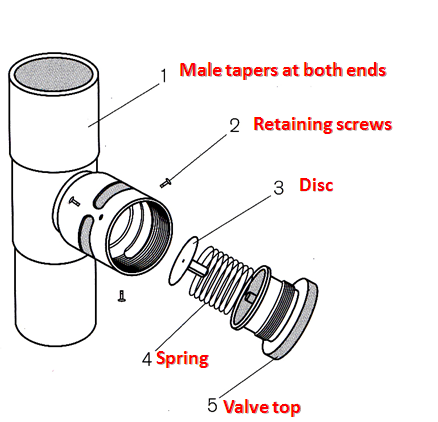 1 Male tapers at both ends
2 Retaining screws
3 Disc
4 Spring
5 Valve top